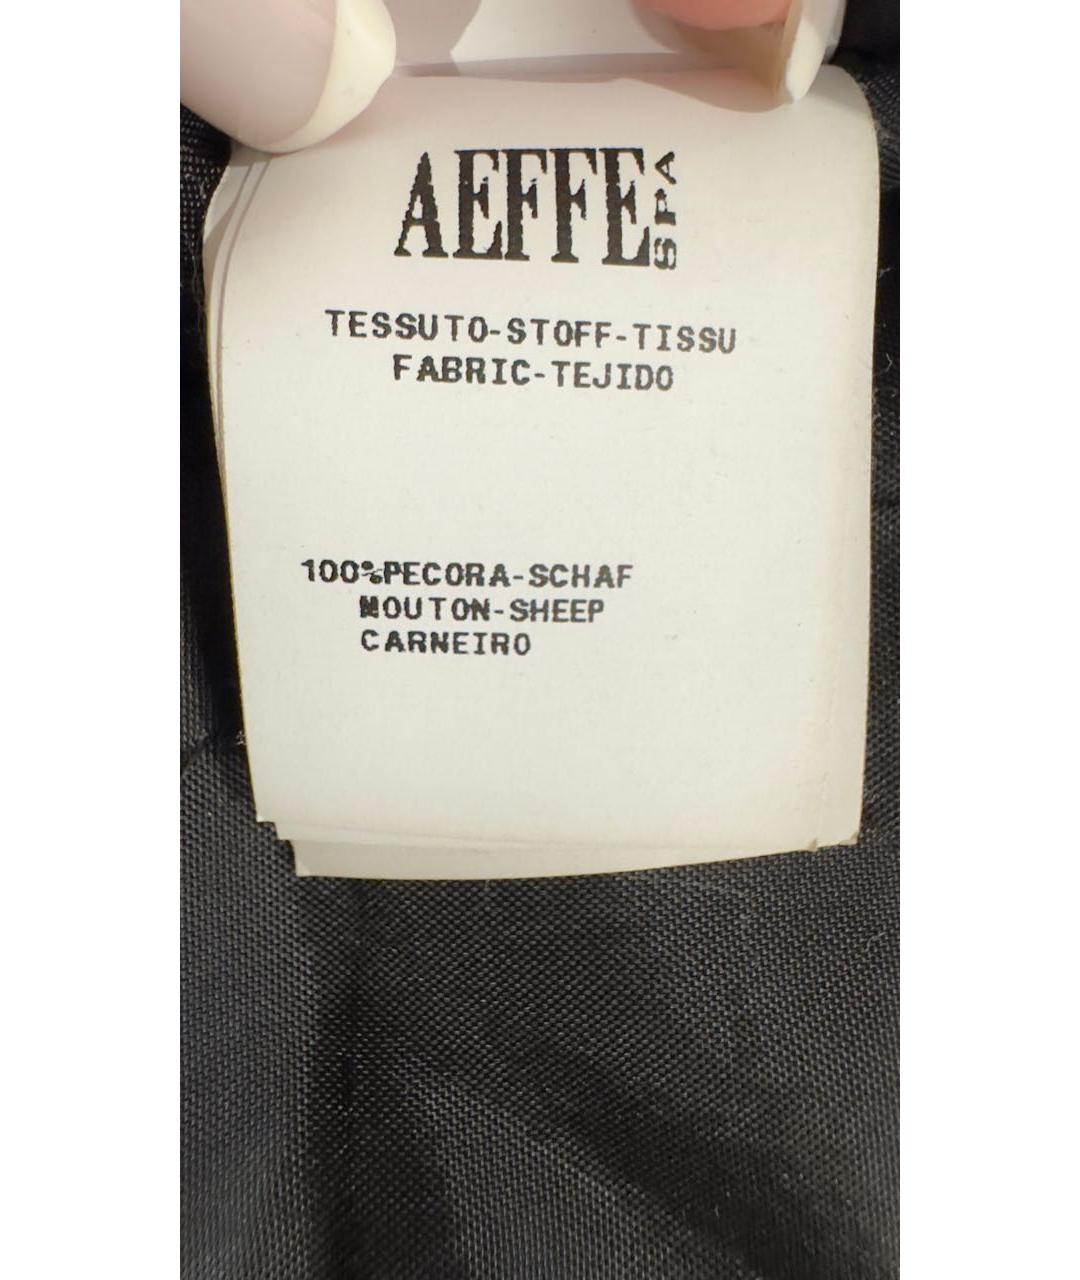 AEFFE SPA
TESSUTO-STOFF-TISSU
FABRIC-TEJIDO
100%PECORA-SCHAF
MOUTON-SHEEP
CARNEIRO